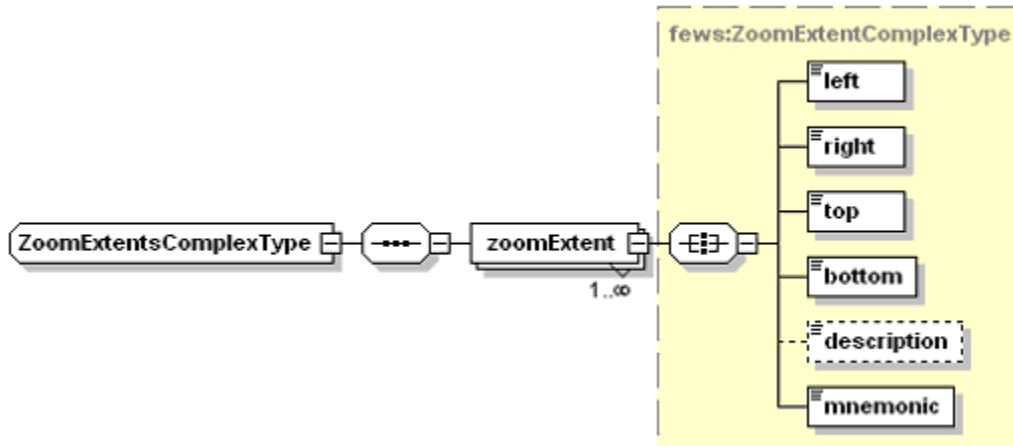 fews:ZoomExtentComplexType
left
right
top
ZoomExtentsComplexType
zoomExtent
1..∞
bottom
description
mnemonic